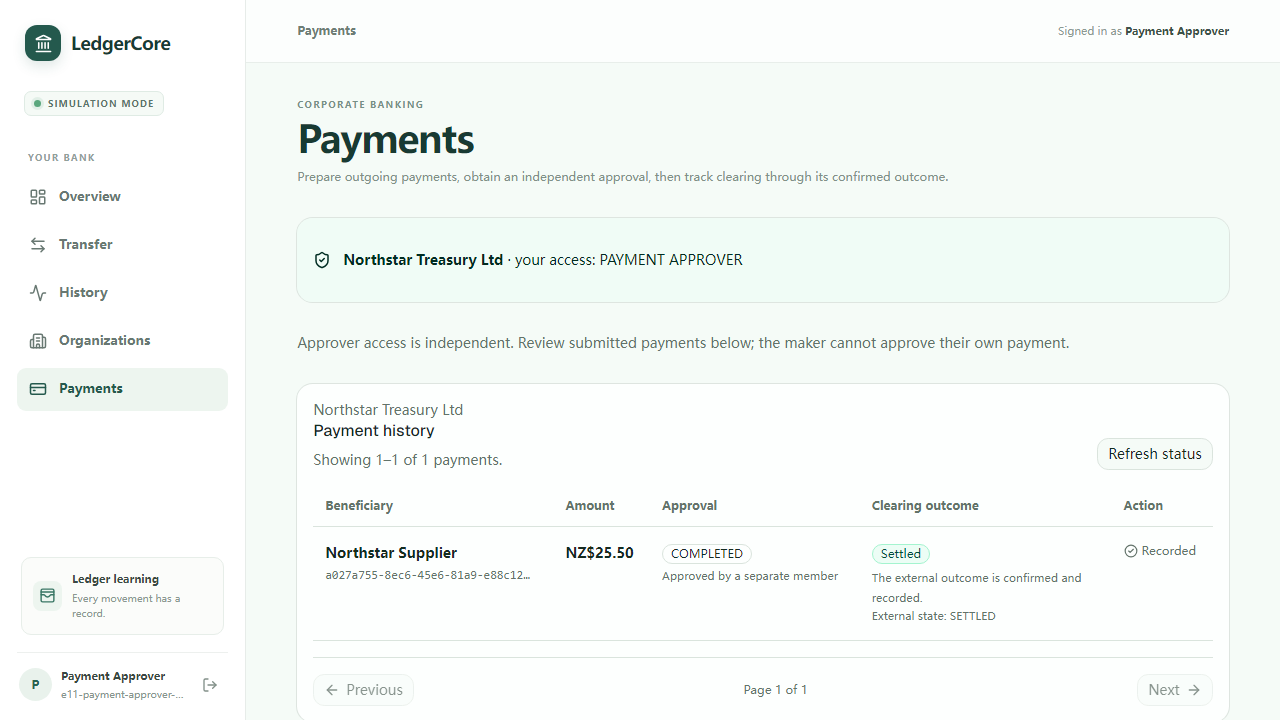 LedgerCore
SIMULATION MODE
YOUR BANK
Overview
Transfer
History
Organizations
Payments
Ledger learning
Every movement has a
record.
P
Payment Approver
e11-payment-approver-...
Payments
Signed in as Payment Approver
CORPORATE BANKING
Payments
Prepare outgoing payments, obtain an independent approval, then track clearing through its confirmed outcome.
Northstar Treasury Ltd · your access: PAYMENT APPROVER
Approver access is independent. Review submitted payments below; the maker cannot approve their own payment.
Northstar Treasury Ltd
Payment history
Showing 1–1 of 1 payments.
Refresh status
Beneficiary Amount Approval Clearing outcome Action
Northstar Supplier NZ$25.50 COMPLETED Settled Recorded
a027a755-8ec6-45e6-81a9-e88c12… Approved by a separate member The external outcome is confirmed and
recorded.
External state: SETTLED
Previous Page 1 of 1 Next